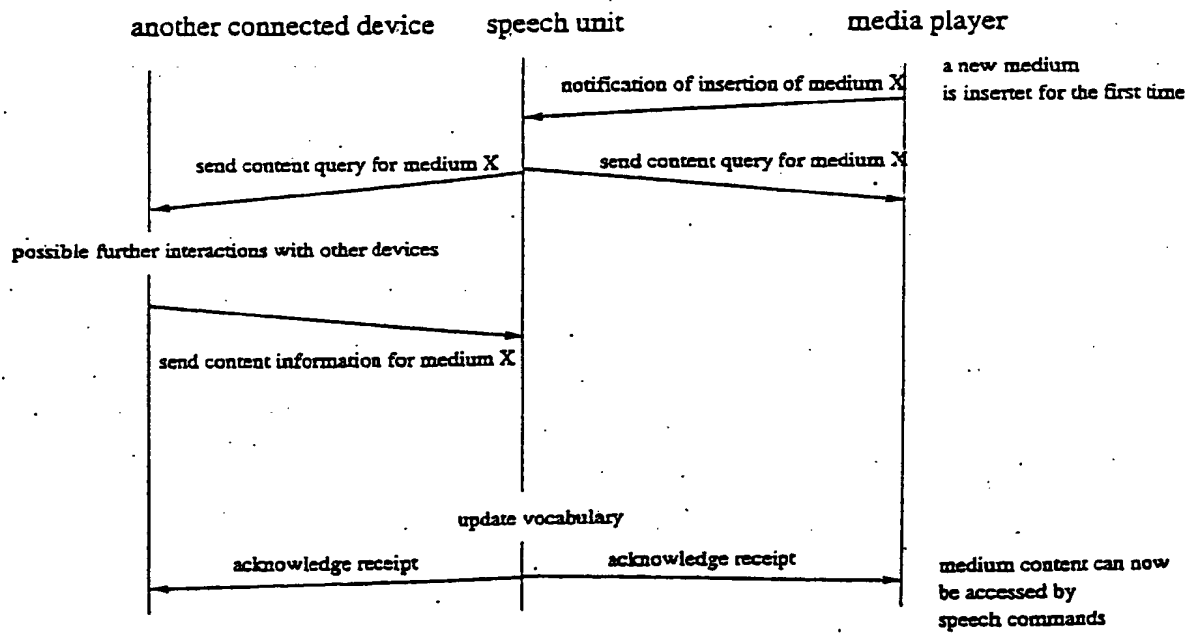 another connected device speech unit media player
a new medium
is insertet for the first time
notification of insertion of medium X
send content query for medium X send content query for medium X
possible further interactions with other devices
send content information for medium X
update vocabulary
acknowledge receipt acknowledge receipt
medium content can now
be accessed by
speech commands